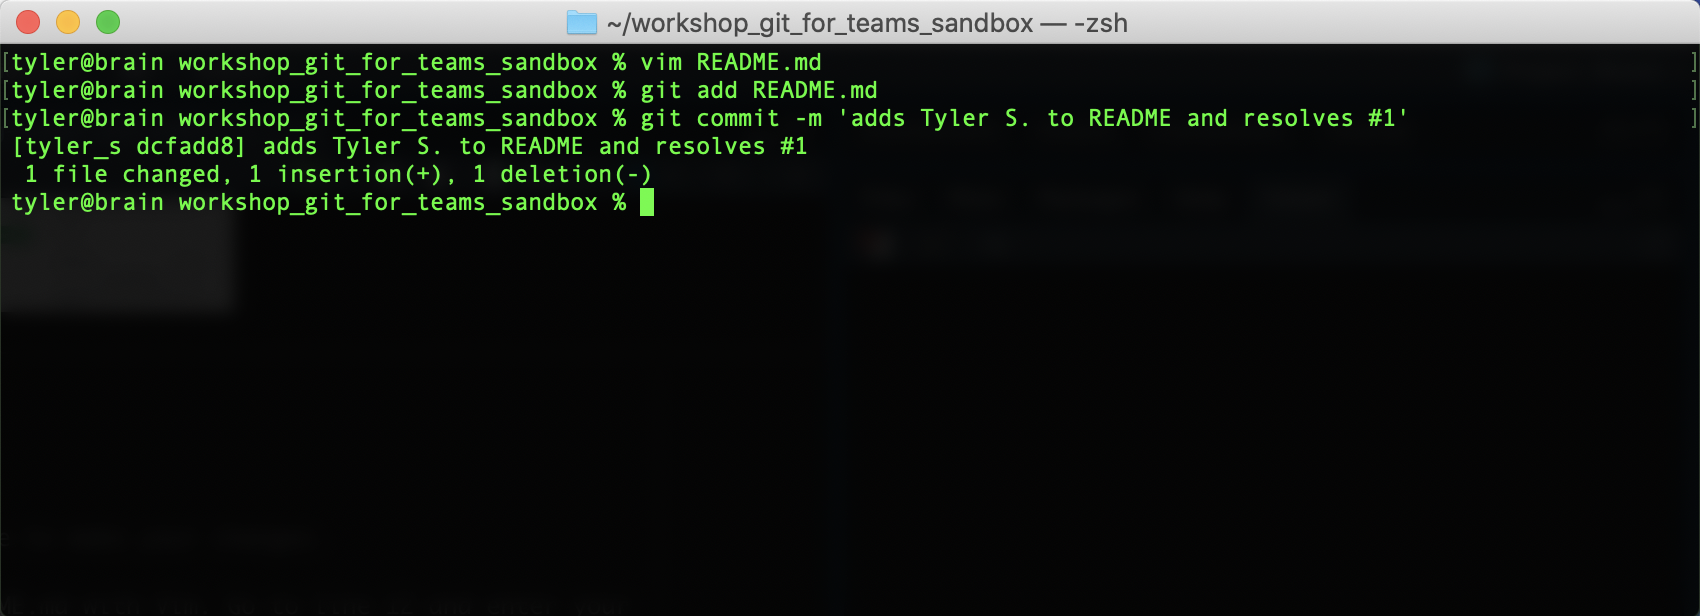 ~/workshop_git_for_teams_sandbox — -zsh
[tyler@brain workshop_git_for_teams_sandbox % vim README.md ]
[tyler@brain workshop_git_for_teams_sandbox % git add README.md ]
[tyler@brain workshop_git_for_teams_sandbox % git commit -m 'adds Tyler S. to README and resolves #1' ]
[tyler_s dcfadd8] adds Tyler S. to README and resolves #1
1 file changed, 1 insertion(+), 1 deletion(-)
tyler@brain workshop_git_for_teams_sandbox %